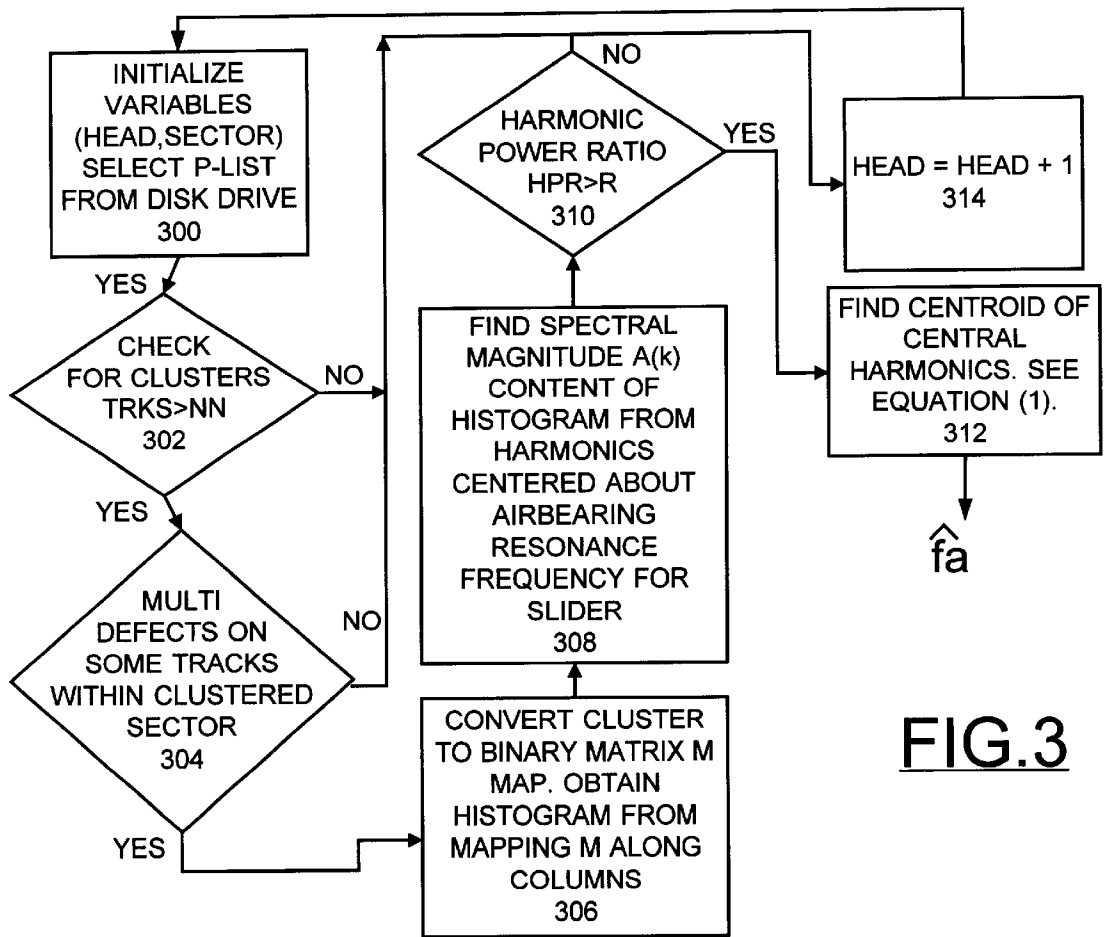 INITIALIZE
VARIABLES
(HEAD,SECTOR)
SELECT P-LIST
FROM DISK DRIVE
300
YES
CHECK
FOR CLUSTERS
TRKS>NN
302
NO
YES
MULTI
DEFECTS ON
SOME TRACKS
WITHIN CLUSTERED
SECTOR
304
NO
YES
CONVERT CLUSTER
TO BINARY MATRIX M
MAP. OBTAIN
HISTOGRAM FROM
MAPPING M ALONG
COLUMNS
306
FIND SPECTRAL
MAGNITUDE A(k)
CONTENT OF
HISTOGRAM FROM
HARMONICS
CENTERED ABOUT
AIRBEARING
RESONANCE
FREQUENCY FOR
SLIDER
308
NO
HARMONIC
POWER RATIO
HPR>R
310
YES
HEAD = HEAD + 1
314
FIND CENTROID OF
CENTRAL
HARMONICS. SEE
EQUATION (1).
312
f̂a
FIG.3